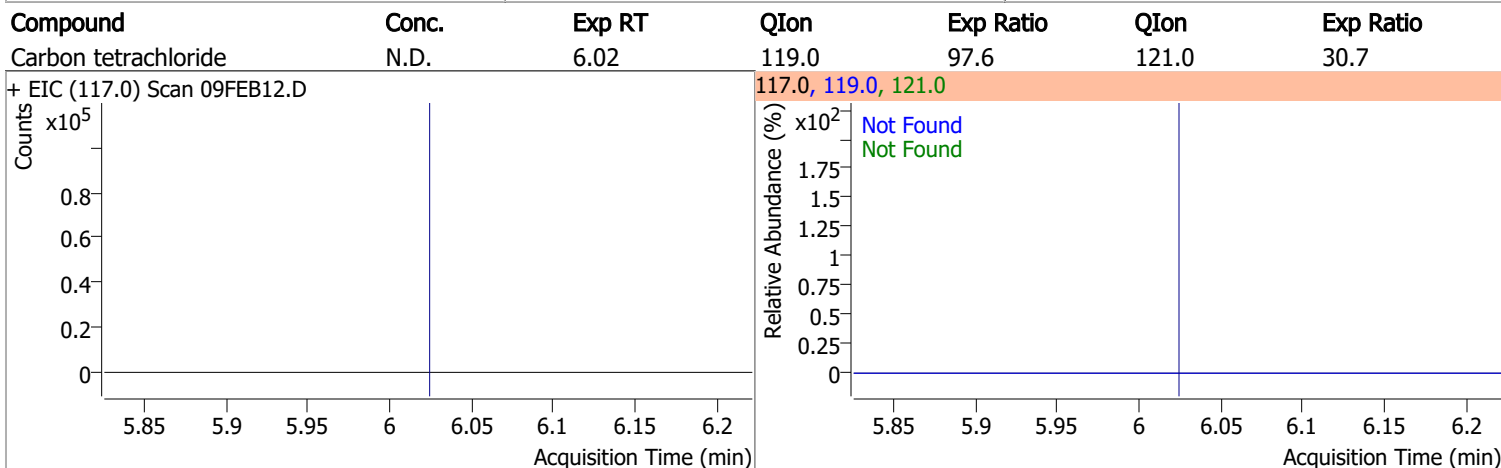 Compound Conc. Exp RT QIon Exp Ratio QIon Exp Ratio
Carbon tetrachloride N.D. 6.02 119.0 97.6 121.0 30.7
+ EIC (117.0) Scan 09FEB12.D
Counts
x10^5
0.8
0.6
0.4
0.2
0
5.85 5.9 5.95 6 6.05 6.1 6.15 6.2
Acquisition Time (min)
117.0, 119.0, 121.0
Relative Abundance (%)
x10^2
Not Found
Not Found
1.75
1.5
1.25
1
0.75
0.5
0.25
0
5.85 5.9 5.95 6 6.05 6.1 6.15 6.2
Acquisition Time (min)